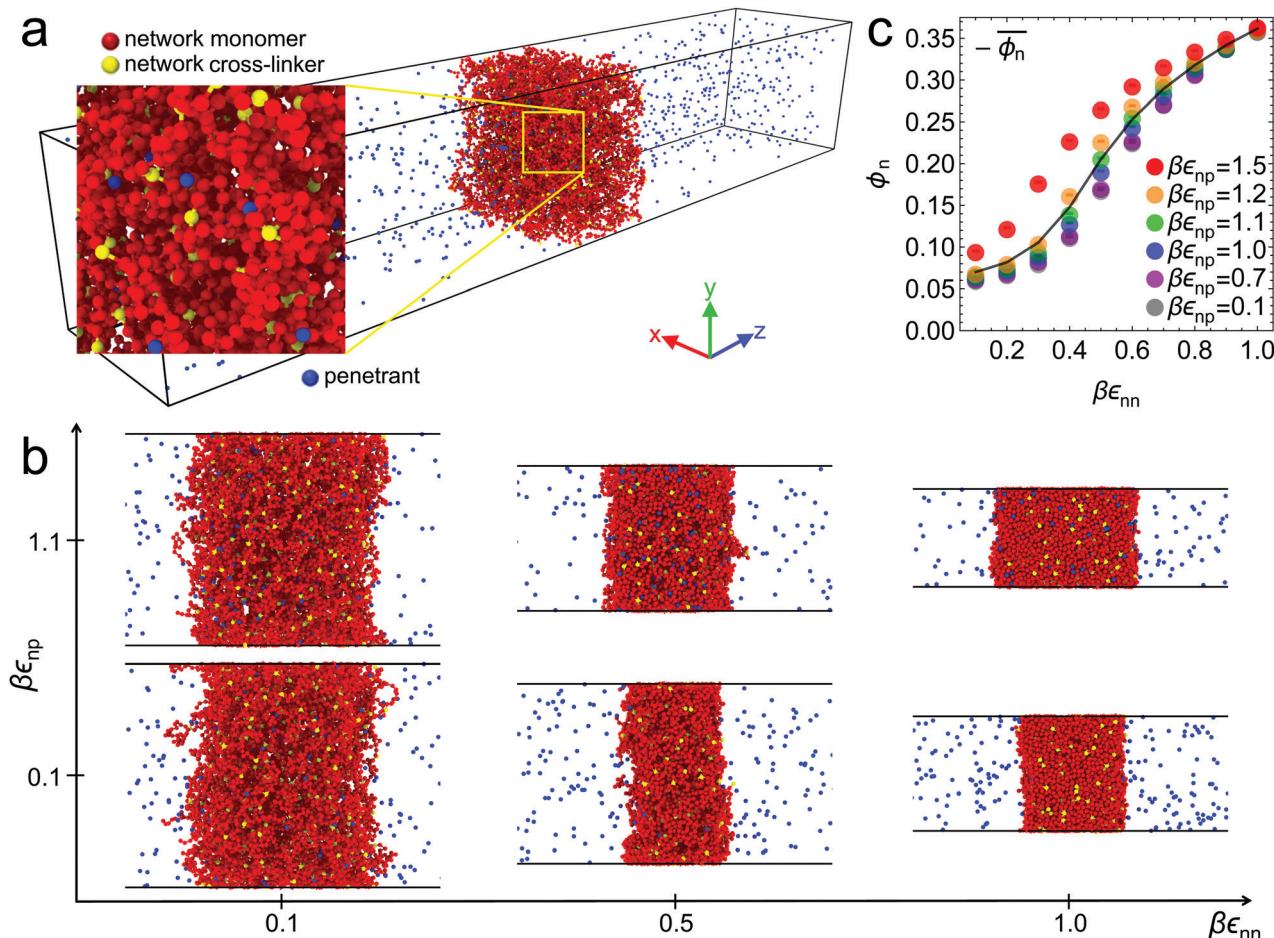 a
network monomer
network cross-linker
penetrant
x
y
z
c
ϕn
0.35
0.30
0.25
0.20
0.15
0.10
0.05
0.00
— ϕ̅n̅
βϵnp=1.5
βϵnp=1.2
βϵnp=1.1
βϵnp=1.0
βϵnp=0.7
βϵnp=0.1
0.2 0.4 0.6 0.8 1.0
βϵnn
b
βϵnp
1.1
0.1
0.1 0.5 1.0 βϵnn